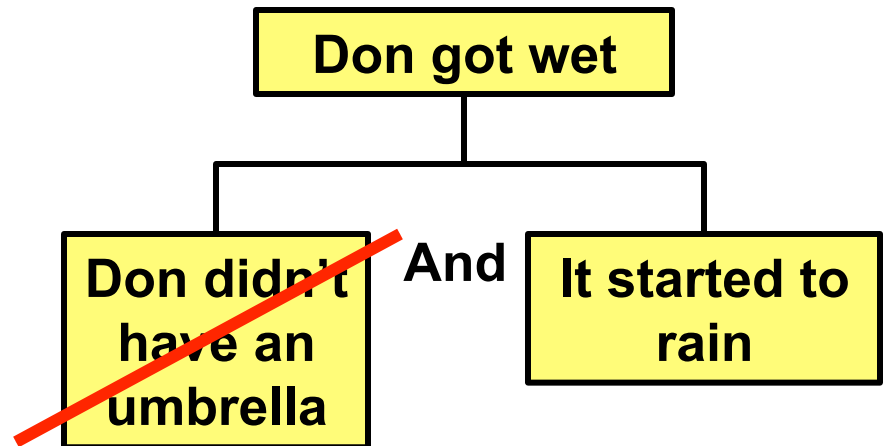 Don got wet
Don didn't
have an
umbrella
And
It started to
rain